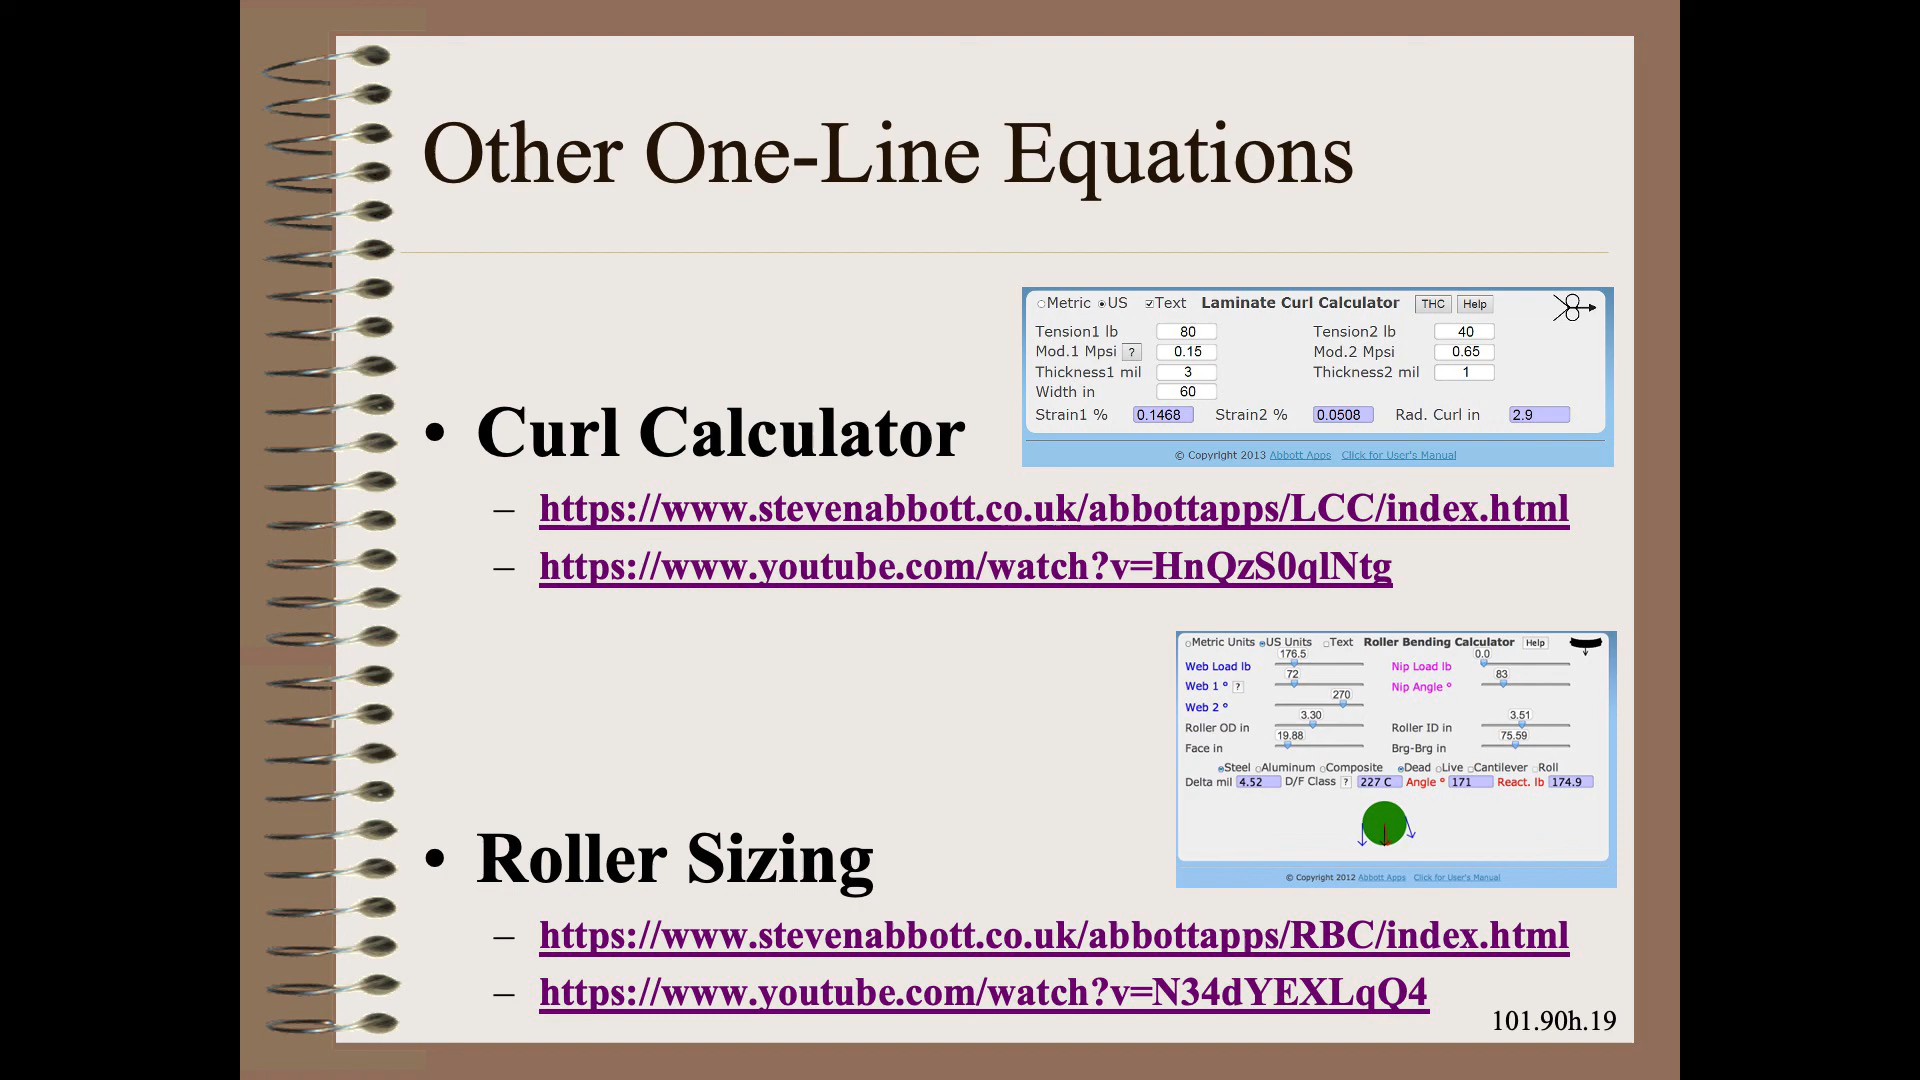 Other One-Line Equations
Metric US Text Laminate Curl Calculator THC Help
Tension1 lb 80 Tension2 lb 40
Mod.1 Mpsi ? 0.15 Mod.2 Mpsi 0.65
Thickness1 mil 3 Thickness2 mil 1
Width in 60
Strain1 % 0.1468 Strain2 % 0.0508 Rad. Curl in 2.9
© Copyright 2013 Abbott Apps Click for User's Manual
• Curl Calculator
– https://www.stevenabbott.co.uk/abbottapps/LCC/index.html
– https://www.youtube.com/watch?v=HnQzS0qlNtg
Metric Units US Units Text Roller Bending Calculator Help
Web Load lb 176.5 Nip Load lb 0.0
Web 1 º ? 72 Nip Angle º 83
Web 2 º 270
Roller OD in 3.30 Roller ID in 3.51
Face in 19.88 Brg-Brg in 75.59
Steel Aluminum Composite Dead Live Cantilever Roll
Delta mil 4.52 D/F Class ? 227 C Angle º 171 React. lb 174.9
© Copyright 2012 Abbott Apps Click for User's Manual
• Roller Sizing
– https://www.stevenabbott.co.uk/abbottapps/RBC/index.html
– https://www.youtube.com/watch?v=N34dYEXLqQ4
101.90h.19